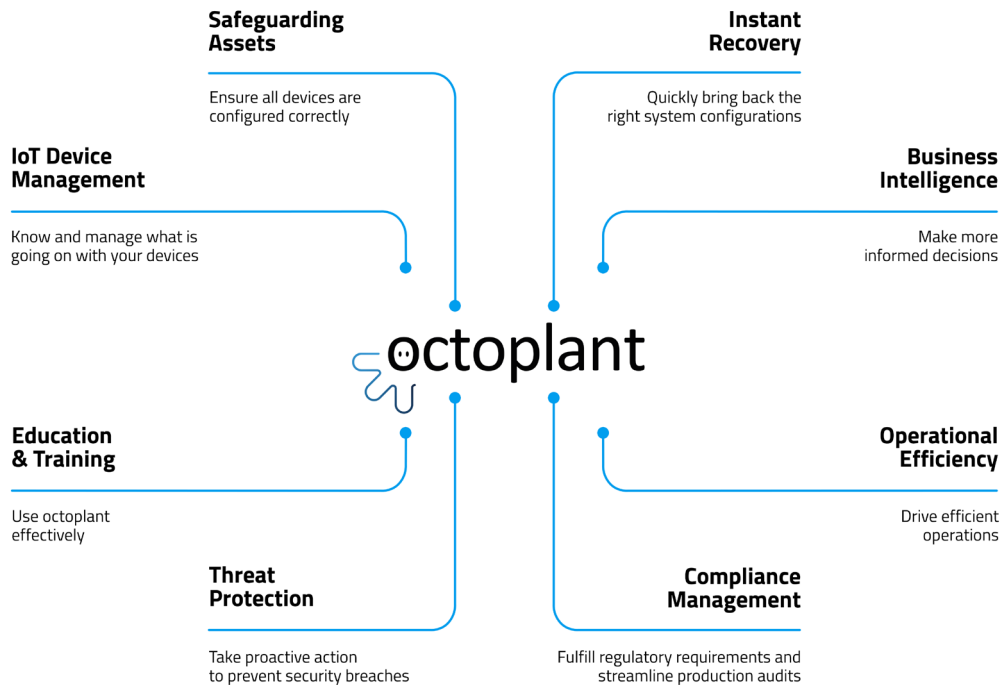 Safeguarding
Assets
Ensure all devices are
configured correctly
Instant
Recovery
Quickly bring back the
right system configurations
IoT Device
Management
Know and manage what is
going on with your devices
Business
Intelligence
Make more
informed decisions
octoplant
Education
& Training
Use octoplant
effectively
Operational
Efficiency
Drive efficient
operations
Threat
Protection
Take proactive action
to prevent security breaches
Compliance
Management
Fulfill regulatory requirements and
streamline production audits